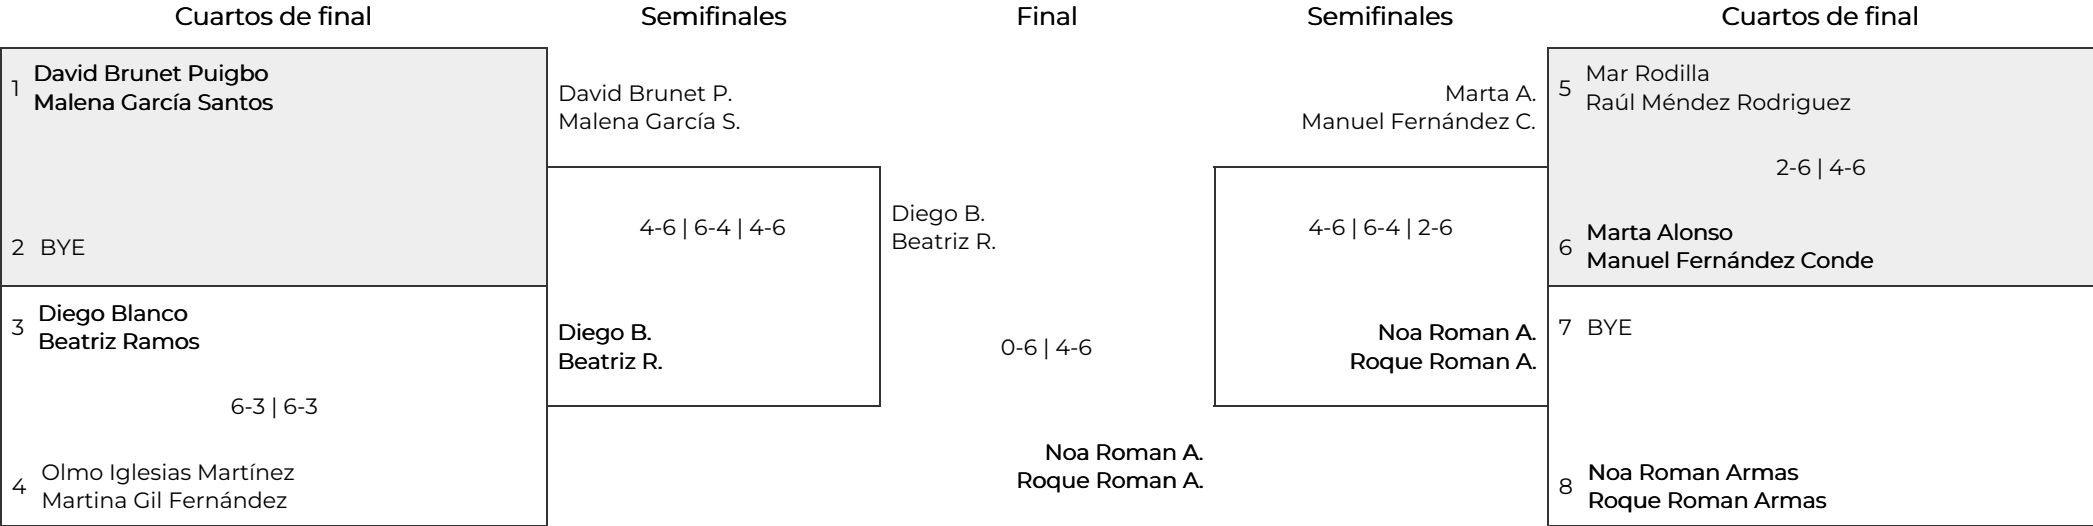 Cuartos de final
Semifinales
Final
Semifinales
Cuartos de final
1
David Brunet Puigbo
Malena García Santos
2 BYE
3
Diego Blanco
Beatriz Ramos
6-3 | 6-3
4
Olmo Iglesias Martínez
Martina Gil Fernández
David Brunet P.
Malena García S.
4-6 | 6-4 | 4-6
Diego B.
Beatriz R.
Diego B.
Beatriz R.
0-6 | 4-6
Noa Roman A.
Roque Roman A.
Marta A.
Manuel Fernández C.
4-6 | 6-4 | 2-6
Noa Roman A.
Roque Roman A.
5
Mar Rodilla
Raúl Méndez Rodriguez
2-6 | 4-6
6
Marta Alonso
Manuel Fernández Conde
7 BYE
8
Noa Roman Armas
Roque Roman Armas